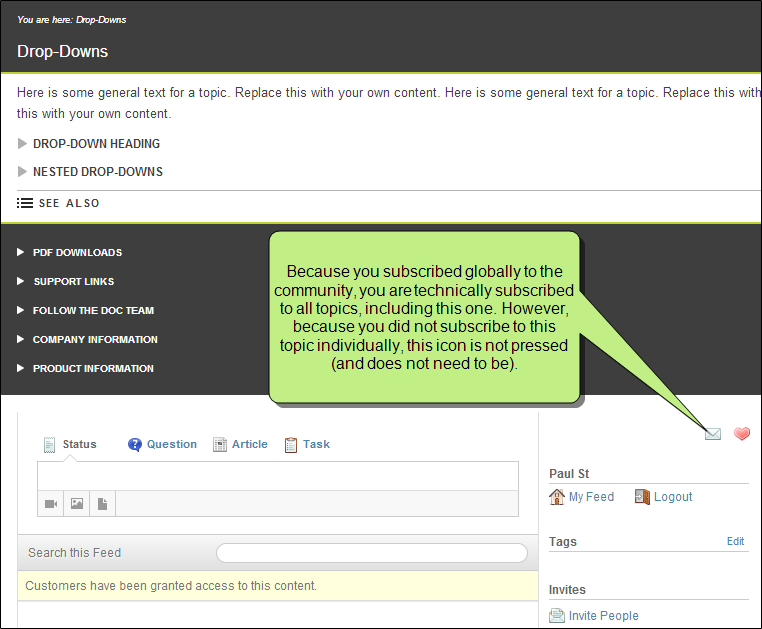 You are here: Drop-Downs
Drop-Downs
Here is some general text for a topic. Replace this with your own content. Here is some general text for a topic. Replace this with
this with your own content.
DROP-DOWN HEADING
NESTED DROP-DOWNS
SEE ALSO
PDF DOWNLOADS
SUPPORT LINKS
FOLLOW THE DOC TEAM
COMPANY INFORMATION
PRODUCT INFORMATION
Because you subscribed globally to the
community, you are technically subscribed
to all topics, including this one. However,
because you did not subscribe to this
topic individually, this icon is not pressed
(and does not need to be).
Status Question Article Task
Search this Feed
Customers have been granted access to this content.
Paul St
My Feed Logout
Tags Edit
Invites
Invite People